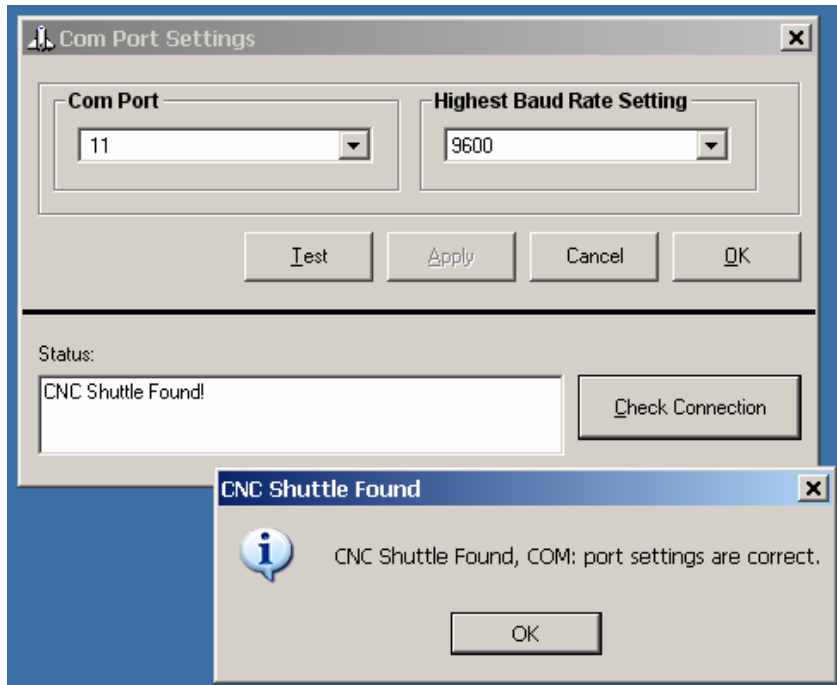 Com Port Settings
Com Port
Highest Baud Rate Setting
11
9600
Test
Apply
Cancel
OK
Status:
CNC Shuttle Found!
Check Connection
CNC Shuttle Found
CNC Shuttle Found, COM: port settings are correct.
OK